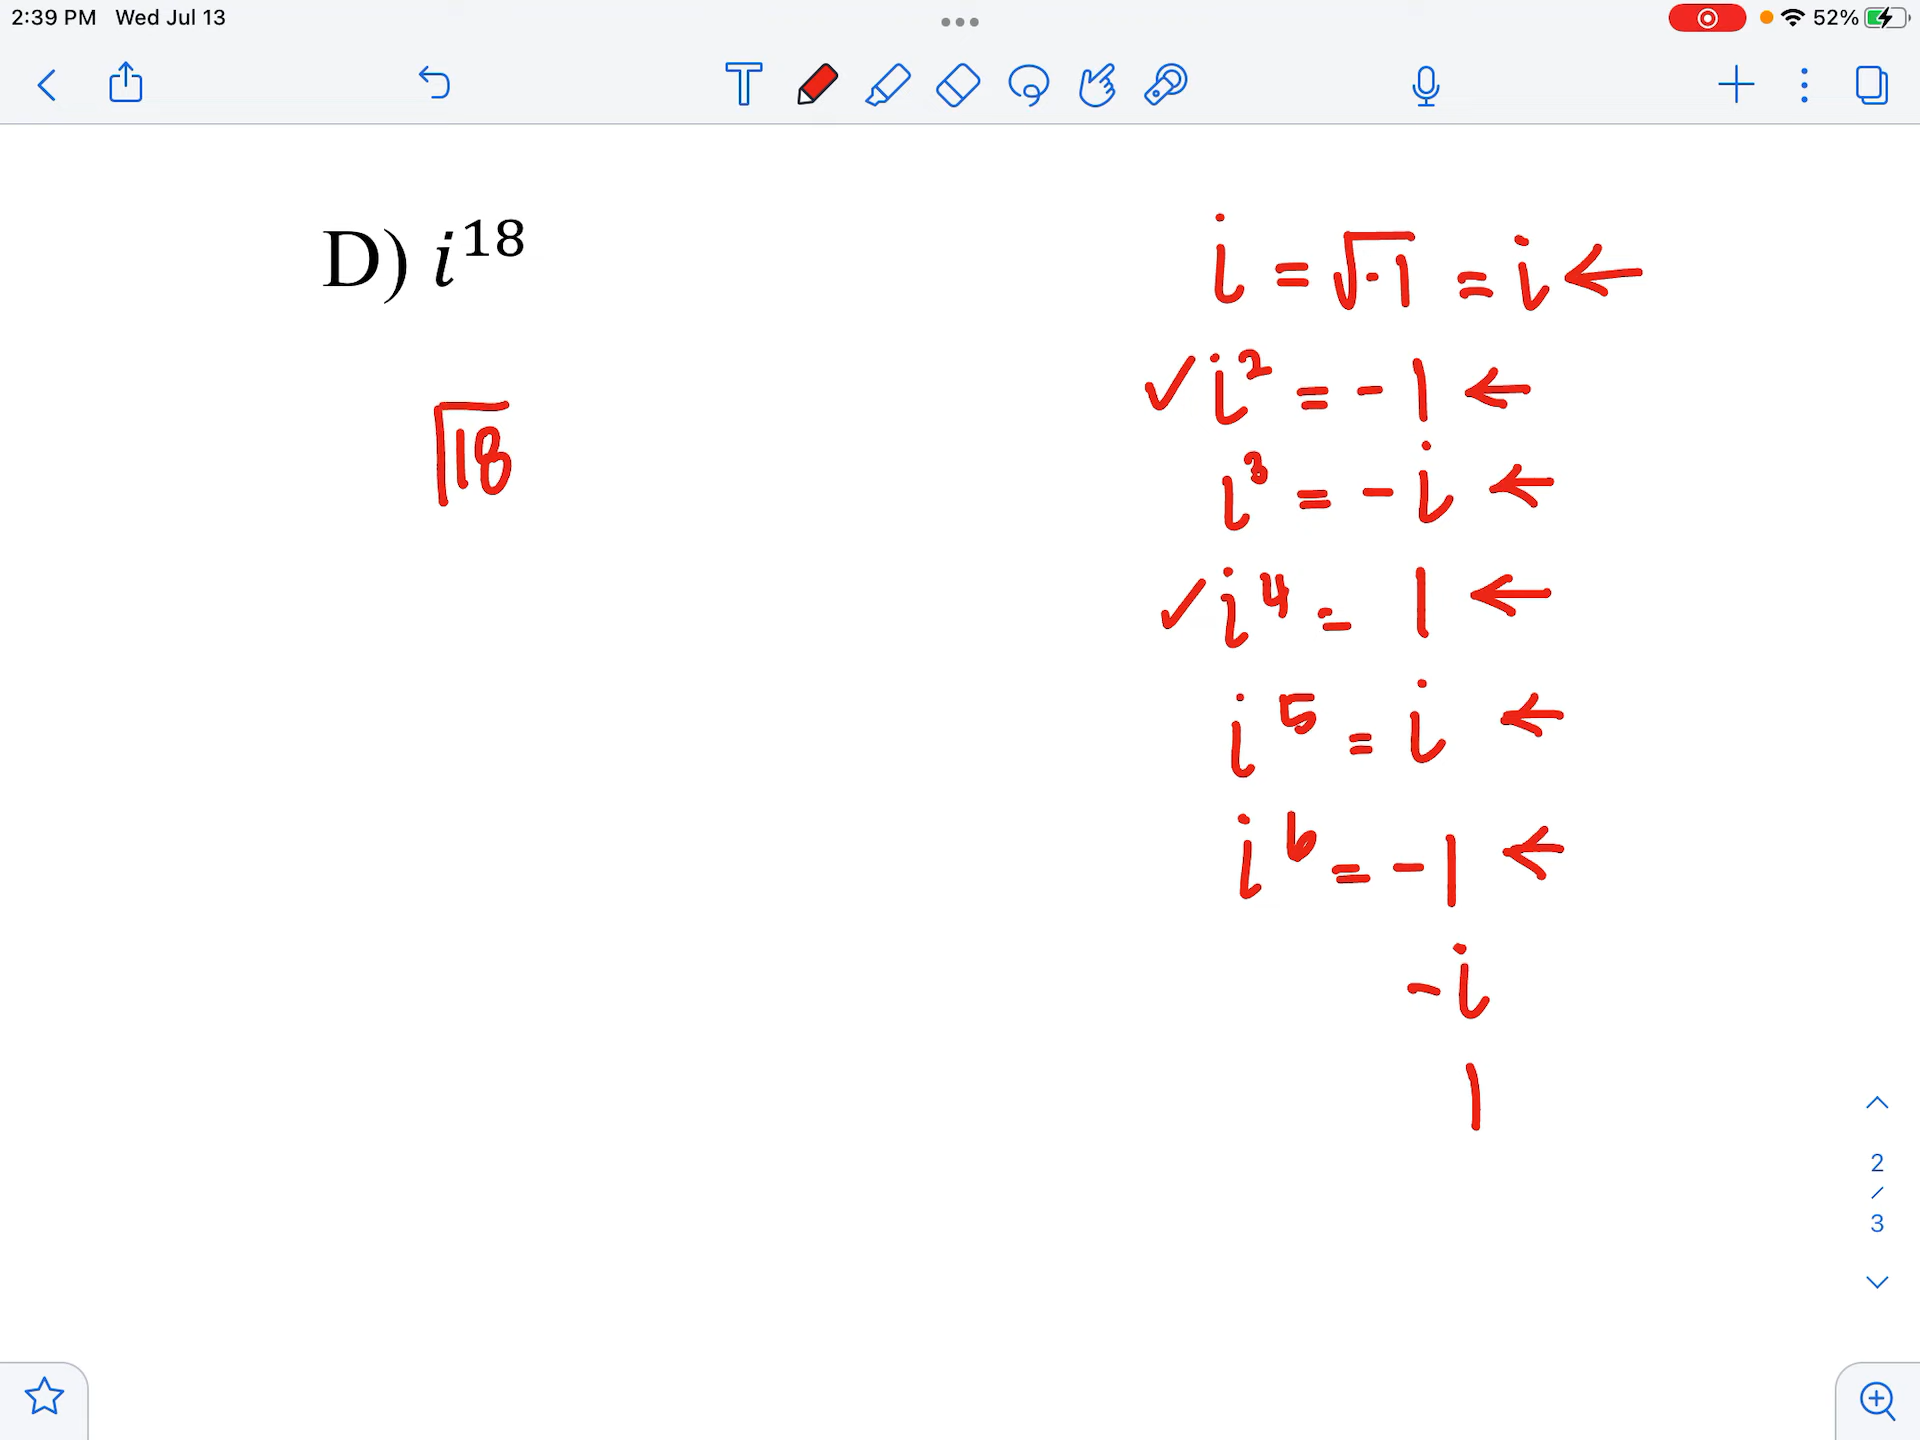 2:39 PM Wed Jul 13
52%
T
D) i¹⁸
18
i = √-1 = i ←
✓ i² = -1 ←
i³ = -i ←
✓ i⁴ = 1 ←
i⁵ = i ←
i⁶ = -1 ←
-i
1
2
/
3